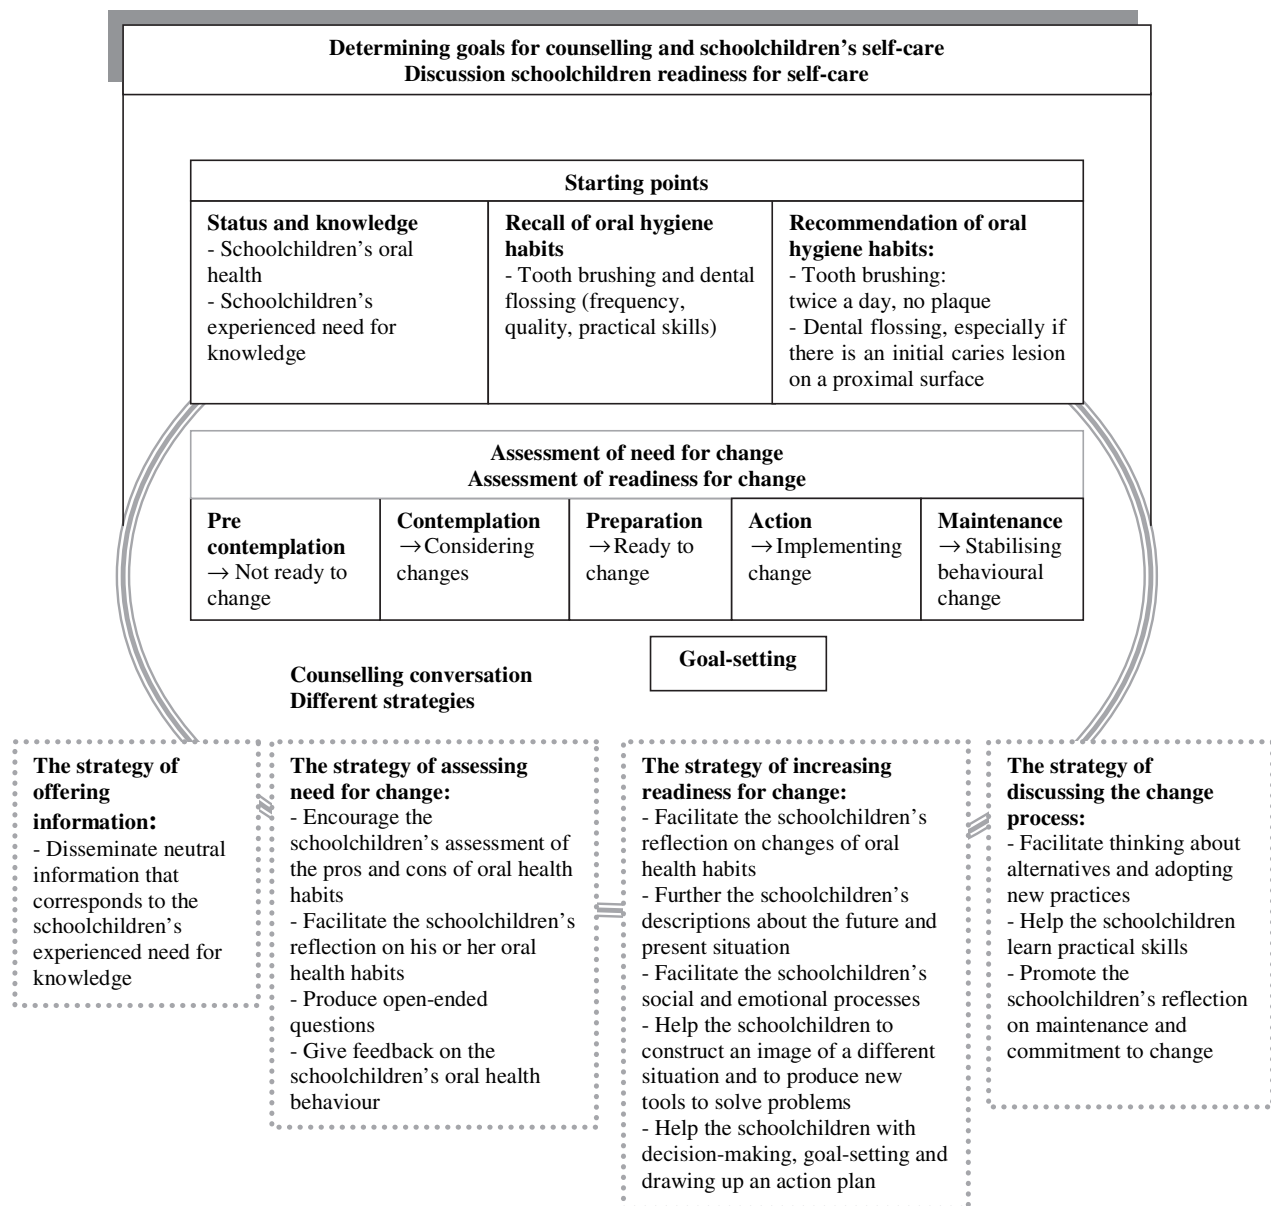 Determining goals for counselling and schoolchildren's self-care
Discussion schoolchildren readiness for self-care
Starting points
Status and knowledge
- Schoolchildren's oral
health
- Schoolchildren's
experienced need for
knowledge
Recall of oral hygiene
habits
- Tooth brushing and dental
flossing (frequency,
quality, practical skills)
Recommendation of oral
hygiene habits:
- Tooth brushing:
twice a day, no plaque
- Dental flossing, especially if
there is an initial caries lesion
on a proximal surface
Assessment of need for change
Assessment of readiness for change
Pre
contemplation
→ Not ready to
change
Contemplation
→Considering
changes
Preparation
→Ready to
change
Action
→Implementing
change
Maintenance
→ Stabilising
behavioural
change
Goal-setting
Counselling conversation
Different strategies
The strategy of
offering
information:
- Disseminate neutral
information that
corresponds to the
schoolchildren's
experienced need for
knowledge
The strategy of assessing
need for change:
- Encourage the
schoolchildren's assessment of
the pros and cons of oral health
habits
- Facilitate the schoolchildren's
reflection on his or her oral
health habits
- Produce open-ended
questions
- Give feedback on the
schoolchildren's oral health
behaviour
The strategy of increasing
readiness for change:
- Facilitate the schoolchildren's
reflection on changes of oral
health habits
- Further the schoolchildren's
descriptions about the future and
present situation
- Facilitate the schoolchildren's
social and emotional processes
- Help the schoolchildren to
construct an image of a different
situation and to produce new
tools to solve problems
- Help the schoolchildren with
decision-making, goal-setting and
drawing up an action plan
The strategy of
discussing the change
process:
- Facilitate thinking about
alternatives and adopting
new practices
- Help the schoolchildren
learn practical skills
- Promote the
schoolchildren's reflection
on maintenance and
commitment to change